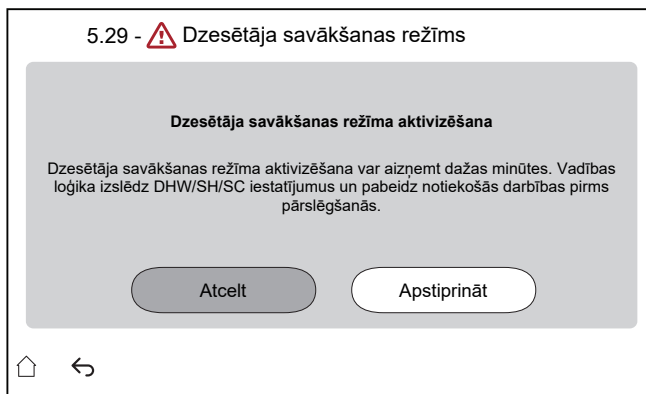 5.29 - Dzesētāja savākšanas režīms
Dzesētāja savākšanas režīma aktivizēšana
Dzesētāja savākšanas režīma aktivizēšana var aizņemt dažas minūtes. Vadības
loģika izslēdz DHW/SH/SC iestatījumus un pabeidz notiekošās darbības pirms
pārslēgšanās.
Atcelt
Apstiprināt